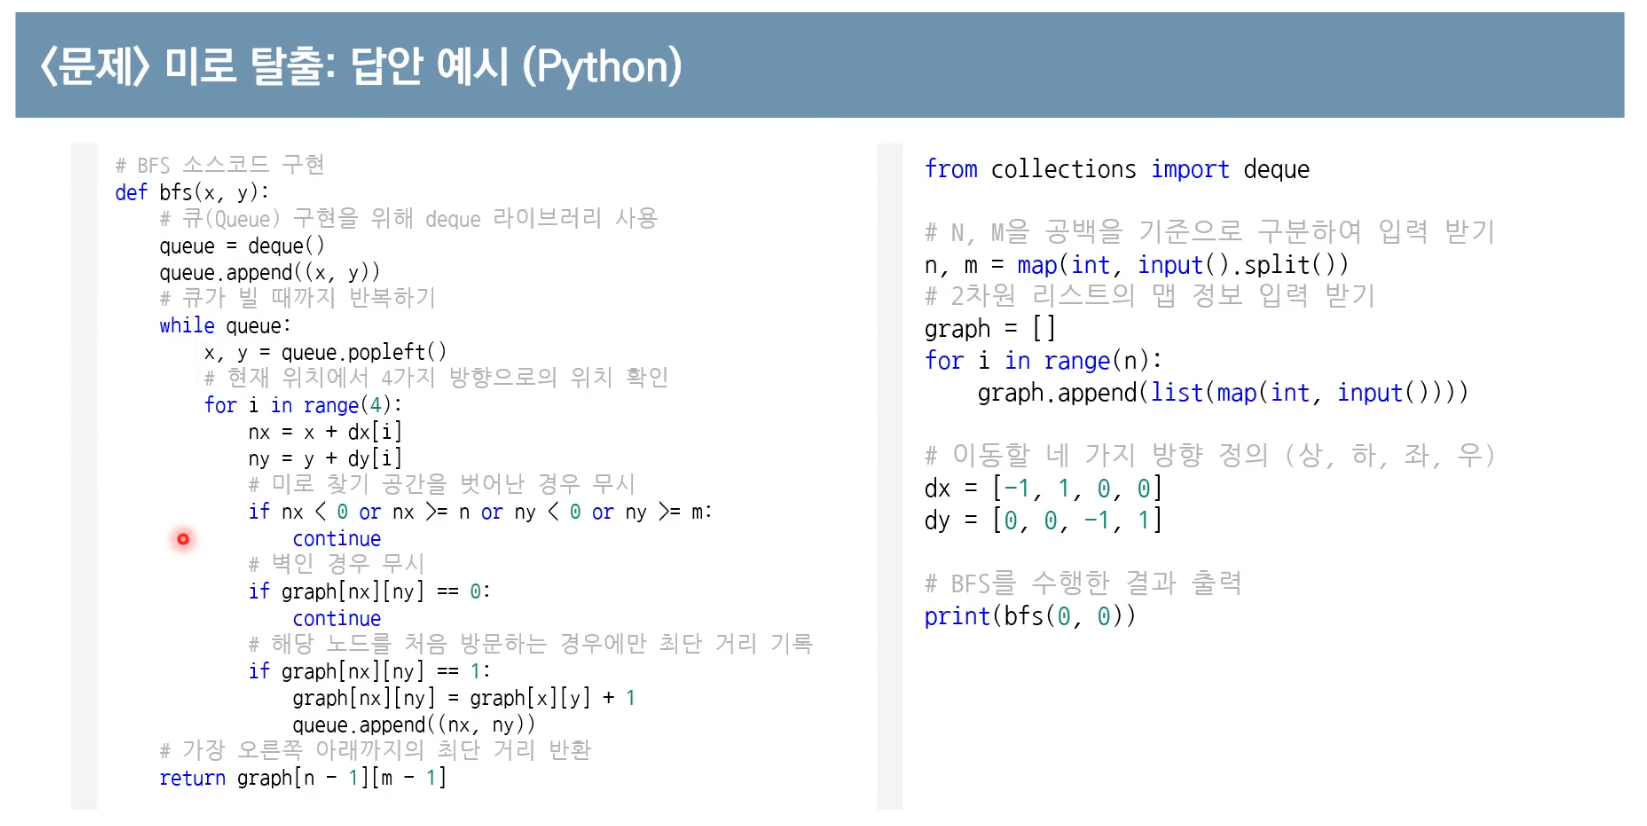 <문제> 미로 탈출: 답안 예시 (Python)
# BFS 소스코드 구현
def bfs(x, y):
    # 큐(Queue) 구현을 위해 deque 라이브러리 사용
    queue = deque()
    queue.append((x, y))
    # 큐가 빌 때까지 반복하기
    while queue:
        x, y = queue.popleft()
        # 현재 위치에서 4가지 방향으로의 위치 확인
        for i in range(4):
            nx = x + dx[i]
            ny = y + dy[i]
            # 미로 찾기 공간을 벗어난 경우 무시
            if nx < 0 or nx >= n or ny < 0 or ny >= m:
                continue
            # 벽인 경우 무시
            if graph[nx][ny] == 0:
                continue
            # 해당 노드를 처음 방문하는 경우에만 최단 거리 기록
            if graph[nx][ny] == 1:
                graph[nx][ny] = graph[x][y] + 1
                queue.append((nx, ny))
    # 가장 오른쪽 아래까지의 최단 거리 반환
    return graph[n - 1][m - 1]
from collections import deque
# N, M을 공백을 기준으로 구분하여 입력 받기
n, m = map(int, input().split())
# 2차원 리스트의 맵 정보 입력 받기
graph = []
for i in range(n):
    graph.append(list(map(int, input())))
# 이동할 네 가지 방향 정의 (상, 하, 좌, 우)
dx = [-1, 1, 0, 0]
dy = [0, 0, -1, 1]
# BFS를 수행한 결과 출력
print(bfs(0, 0))